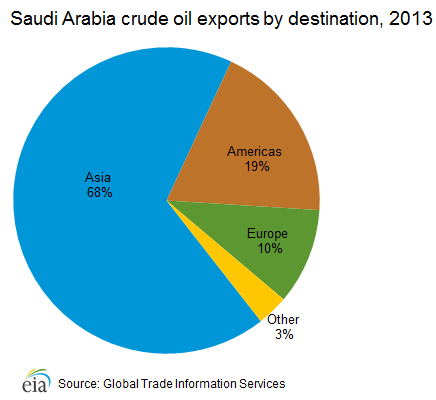 Saudi Arabia crude oil exports by destination, 2013
Americas
19%
Asia
68%
Europe
10%
Other
3%
eia
Source: Global Trade Information Services